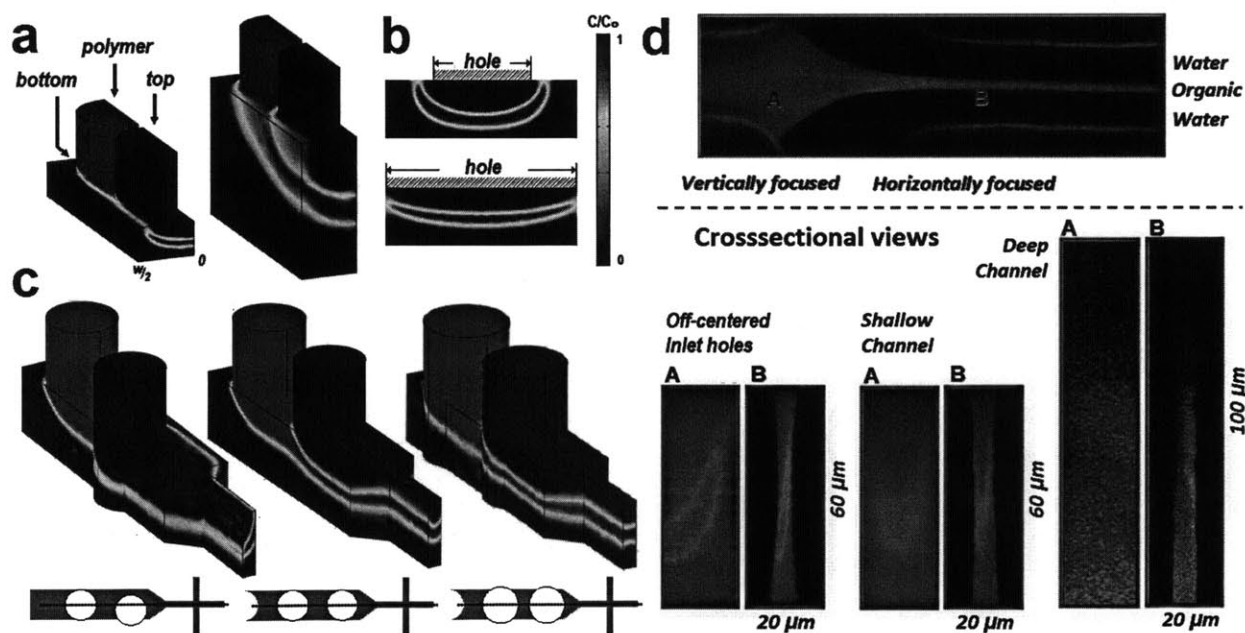 a
polymer
bottom
top
w/2
0
b
hole
hole
C/C₀
1
0
c
d
A
B
Water
Organic
Water
Vertically focused
Horizontally focused
Crosssectional views
Off-centered
inlet holes
A
B
60 µm
20 µm
Shallow
Channel
A
B
60 µm
20 µm
Deep
Channel
A
B
100 µm
20 µm